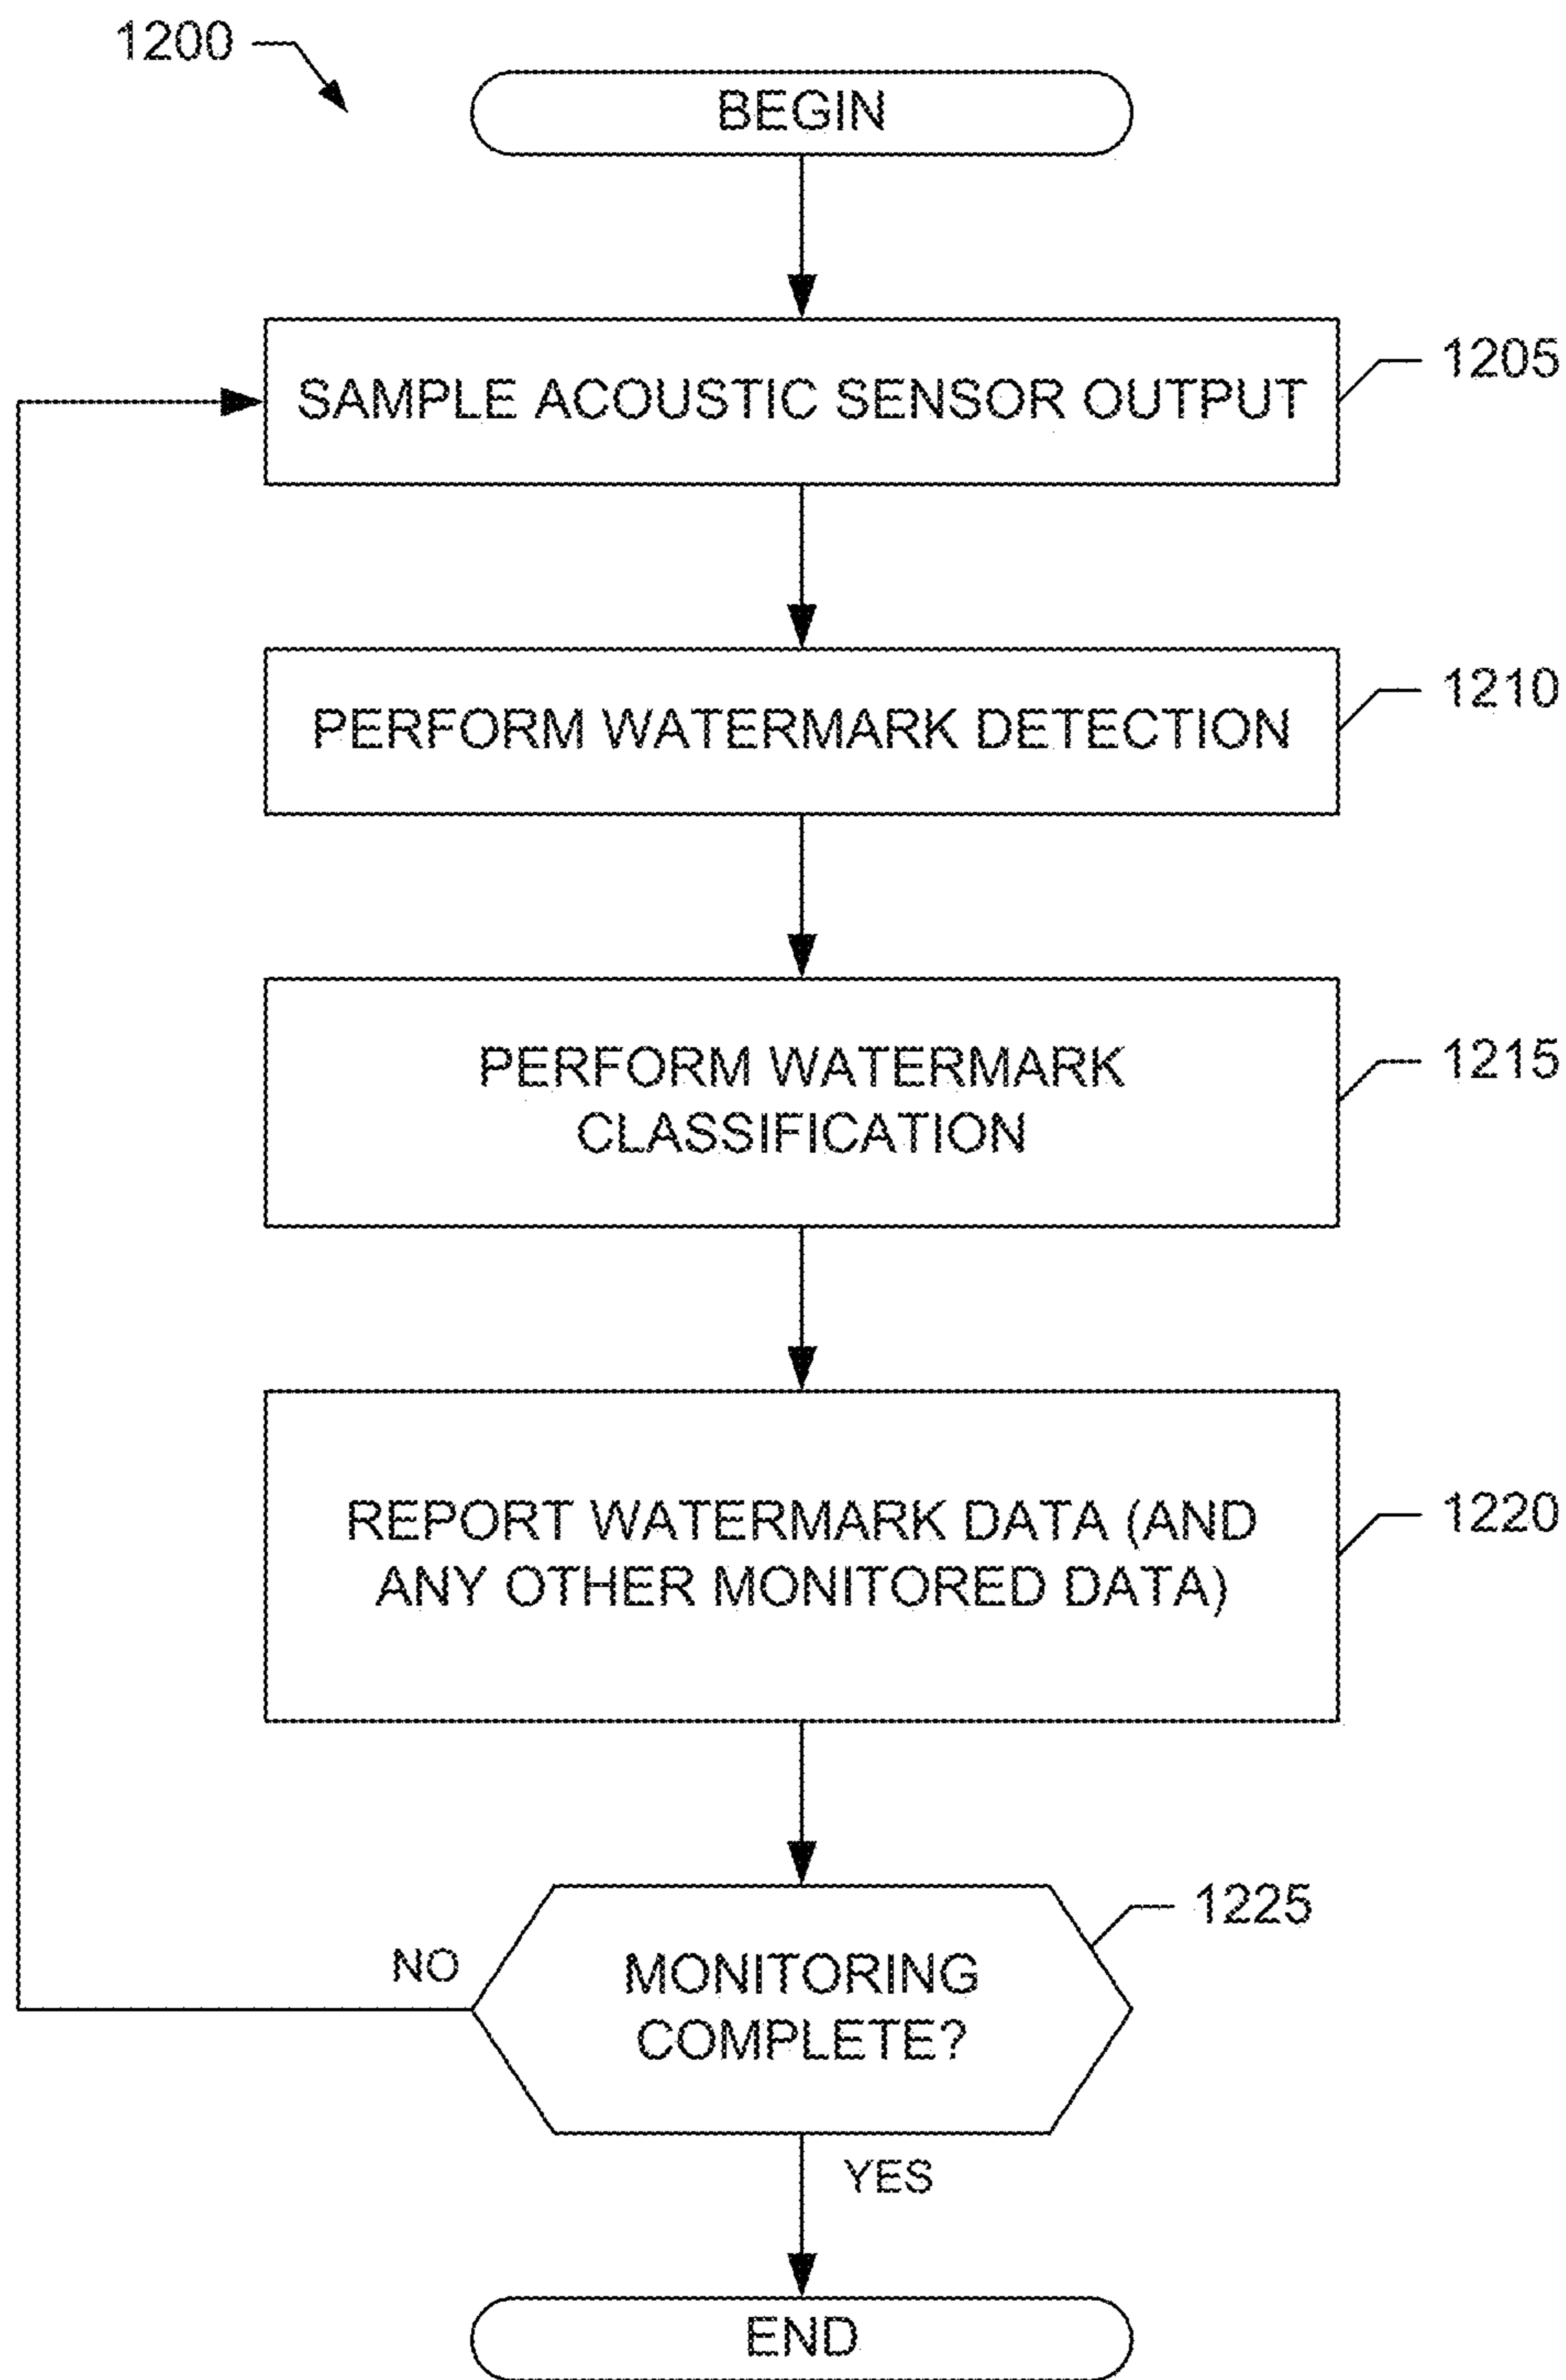 1200
BEGIN
SAMPLE ACOUSTIC SENSOR OUTPUT
1205
PERFORM WATERMARK DETECTION
1210
PERFORM WATERMARK
CLASSIFICATION
1215
REPORT WATERMARK DATA (AND
ANY OTHER MONITORED DATA)
1220
MONITORING
COMPLETE?
1225
NO
YES
END